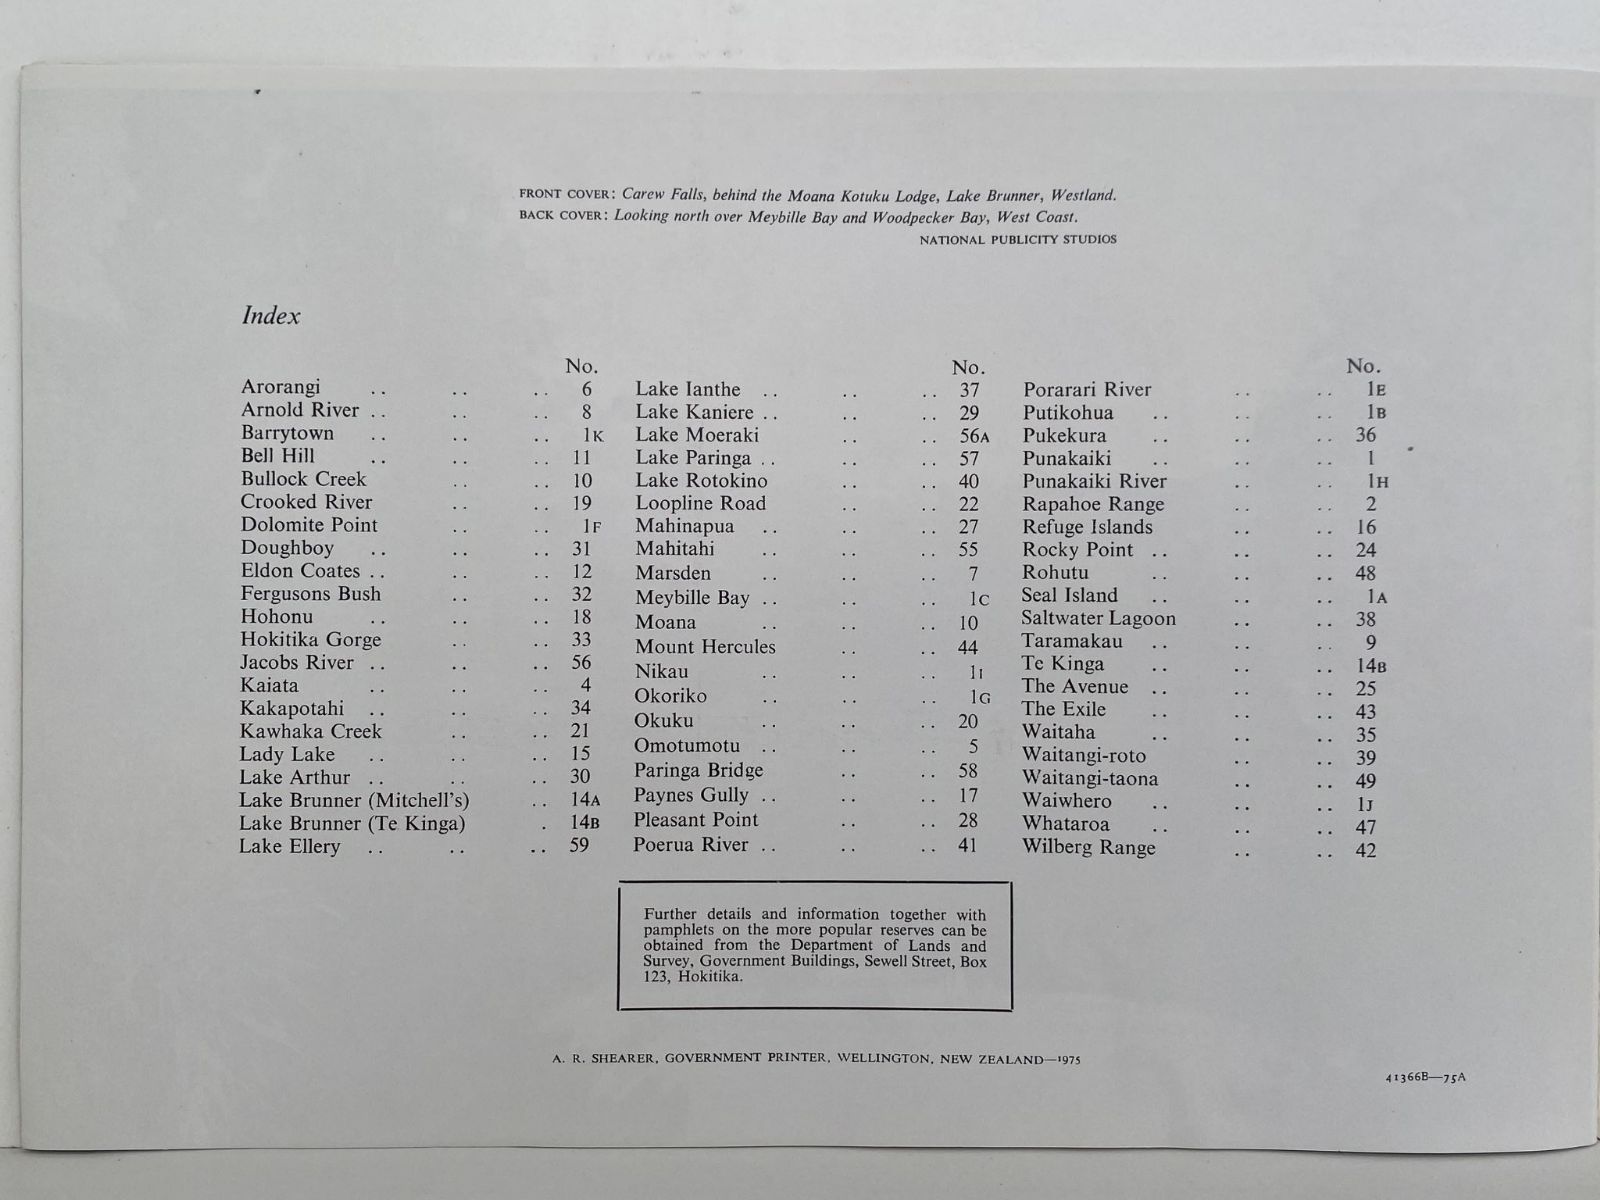 FRONT COVER: Carew Falls, behind the Moana Kotuku Lodge, Lake Brunner, Westland.
BACK COVER: Looking north over Meybille Bay and Woodpecker Bay, West Coast.
NATIONAL PUBLICITY STUDIOS
Index
No.
Arorangi .. .. .. 6
Arnold River .. .. .. 8
Barrytown .. .. .. 1K
Bell Hill .. .. .. 11
Bullock Creek .. .. 10
Crooked River .. .. 19
Dolomite Point .. .. 1F
Doughboy .. .. .. 31
Eldon Coates .. .. .. 12
Fergusons Bush .. .. 32
Hohonu .. .. .. 18
Hokitika Gorge .. .. 33
Jacobs River .. .. .. 56
Kaiata .. .. .. 4
Kakapotahi .. .. .. 34
Kawhaka Creek .. .. 21
Lady Lake .. .. .. 15
Lake Arthur .. .. .. 30
Lake Brunner (Mitchell's) .. 14A
Lake Brunner (Te Kinga) . 14B
Lake Ellery .. .. .. 59
No.
Lake Ianthe .. .. .. 37
Lake Kaniere .. .. .. 29
Lake Moeraki .. .. 56A
Lake Paringa .. .. .. 57
Lake Rotokino .. .. 40
Loopline Road .. .. 22
Mahinapua .. .. .. 27
Mahitahi .. .. .. 55
Marsden .. .. .. 7
Meybille Bay .. .. .. 1C
Moana .. .. .. 10
Mount Hercules .. .. 44
Nikau .. .. .. 1I
Okoriko .. .. .. 1G
Okuku .. .. .. 20
Omotumotu .. .. .. 5
Paringa Bridge .. .. 58
Paynes Gully .. .. .. 17
Pleasant Point .. .. 28
Poerua River .. .. .. 41
No.
Porarari River .. .. 1E
Putikohua .. .. .. 1B
Pukekura .. .. .. 36
Punakaiki .. .. .. 1
Punakaiki River .. .. 1H
Rapahoe Range .. .. 2
Refuge Islands .. .. 16
Rocky Point .. .. .. 24
Rohutu .. .. .. 48
Seal Island .. .. .. 1A
Saltwater Lagoon .. .. 38
Taramakau .. .. .. 9
Te Kinga .. .. .. 14B
The Avenue .. .. .. 25
The Exile .. .. .. 43
Waitaha .. .. .. 35
Waitangi-roto .. .. 39
Waitangi-taona .. .. 49
Waiwhero .. .. .. 1J
Whataroa .. .. .. 47
Wilberg Range .. .. 42
Further details and information together with
pamphlets on the more popular reserves can be
obtained from the Department of Lands and
Survey, Government Buildings, Sewell Street, Box
123, Hokitika.
A. R. SHEARER, GOVERNMENT PRINTER, WELLINGTON, NEW ZEALAND—1975
41366B—75A